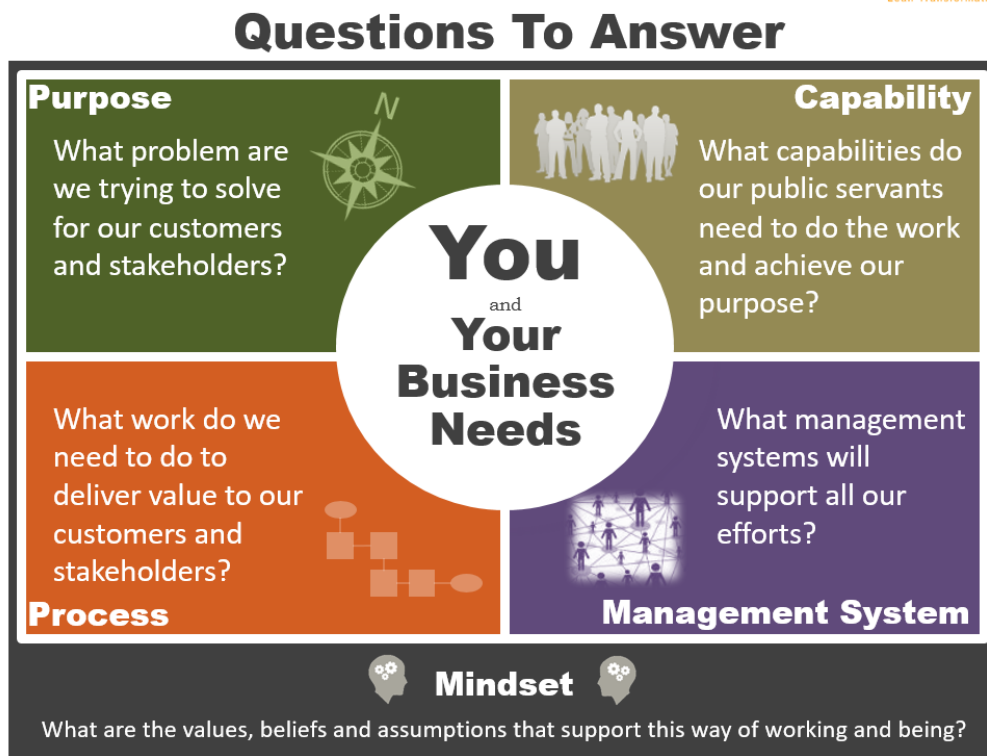 Questions To Answer
Purpose
What problem are
we trying to solve
for our customers
and stakeholders?
N
Capability
What capabilities do
our public servants
need to do the work
and achieve our
purpose?
You
and
Your
Business
Needs
What work do we
need to do to
deliver value to our
customers and
stakeholders?
Process
What management
systems will
support all our
efforts?
Management System
Mindset
What are the values, beliefs and assumptions that support this way of working and being?